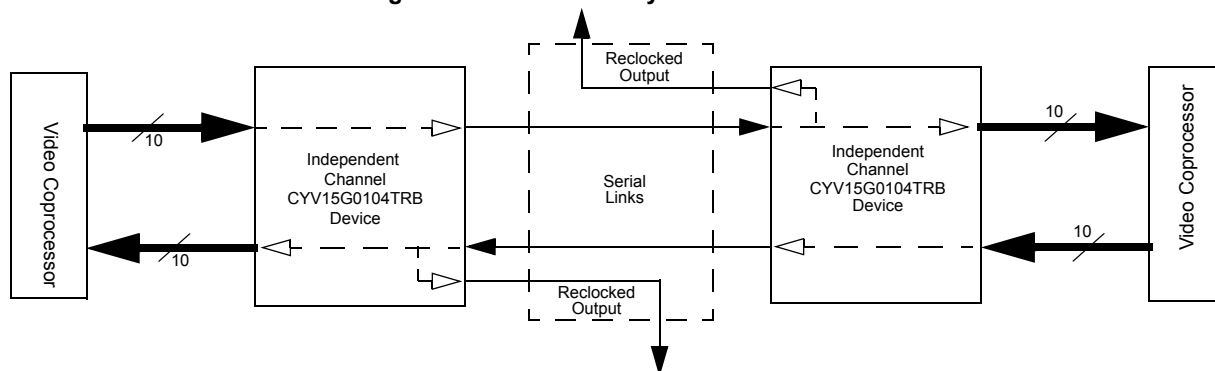 Reclocked
Output
Video Coprocessor
10
Independent
Channel
CYV15G0104TRB
Device
10
Serial
Links
Reclocked
Output
10
Independent
Channel
CYV15G0104TRB
Device
10
Video Coprocessor